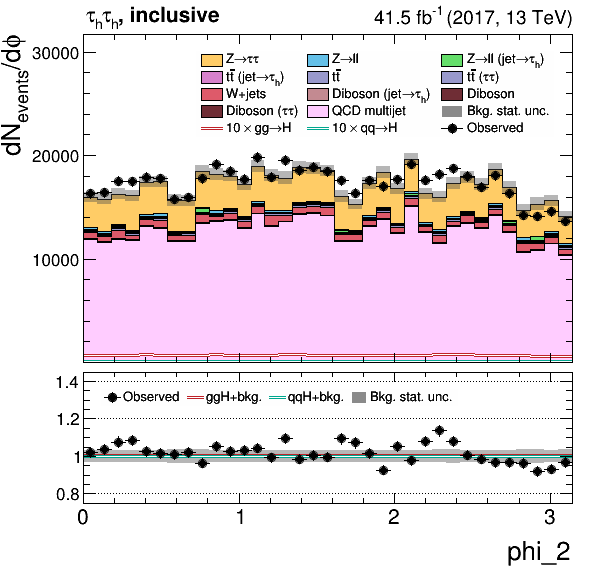 τhτh, inclusive 41.5 fb-1 (2017, 13 TeV)
dNevents/dϕ
30000
20000
10000
Z→ττ Z→ll Z→ll (jet→τh)
tt̄ (jet→τh) tt̄ tt̄ (ττ)
W+jets Diboson (jet→τh) Diboson
Diboson (ττ) QCD multijet Bkg. stat. unc.
10 × gg→H 10 × qq→H Observed
1.4
1.2
1
0.8
Observed ggH+bkg. qqH+bkg. Bkg. stat. unc.
0 1 2 3
phi_2